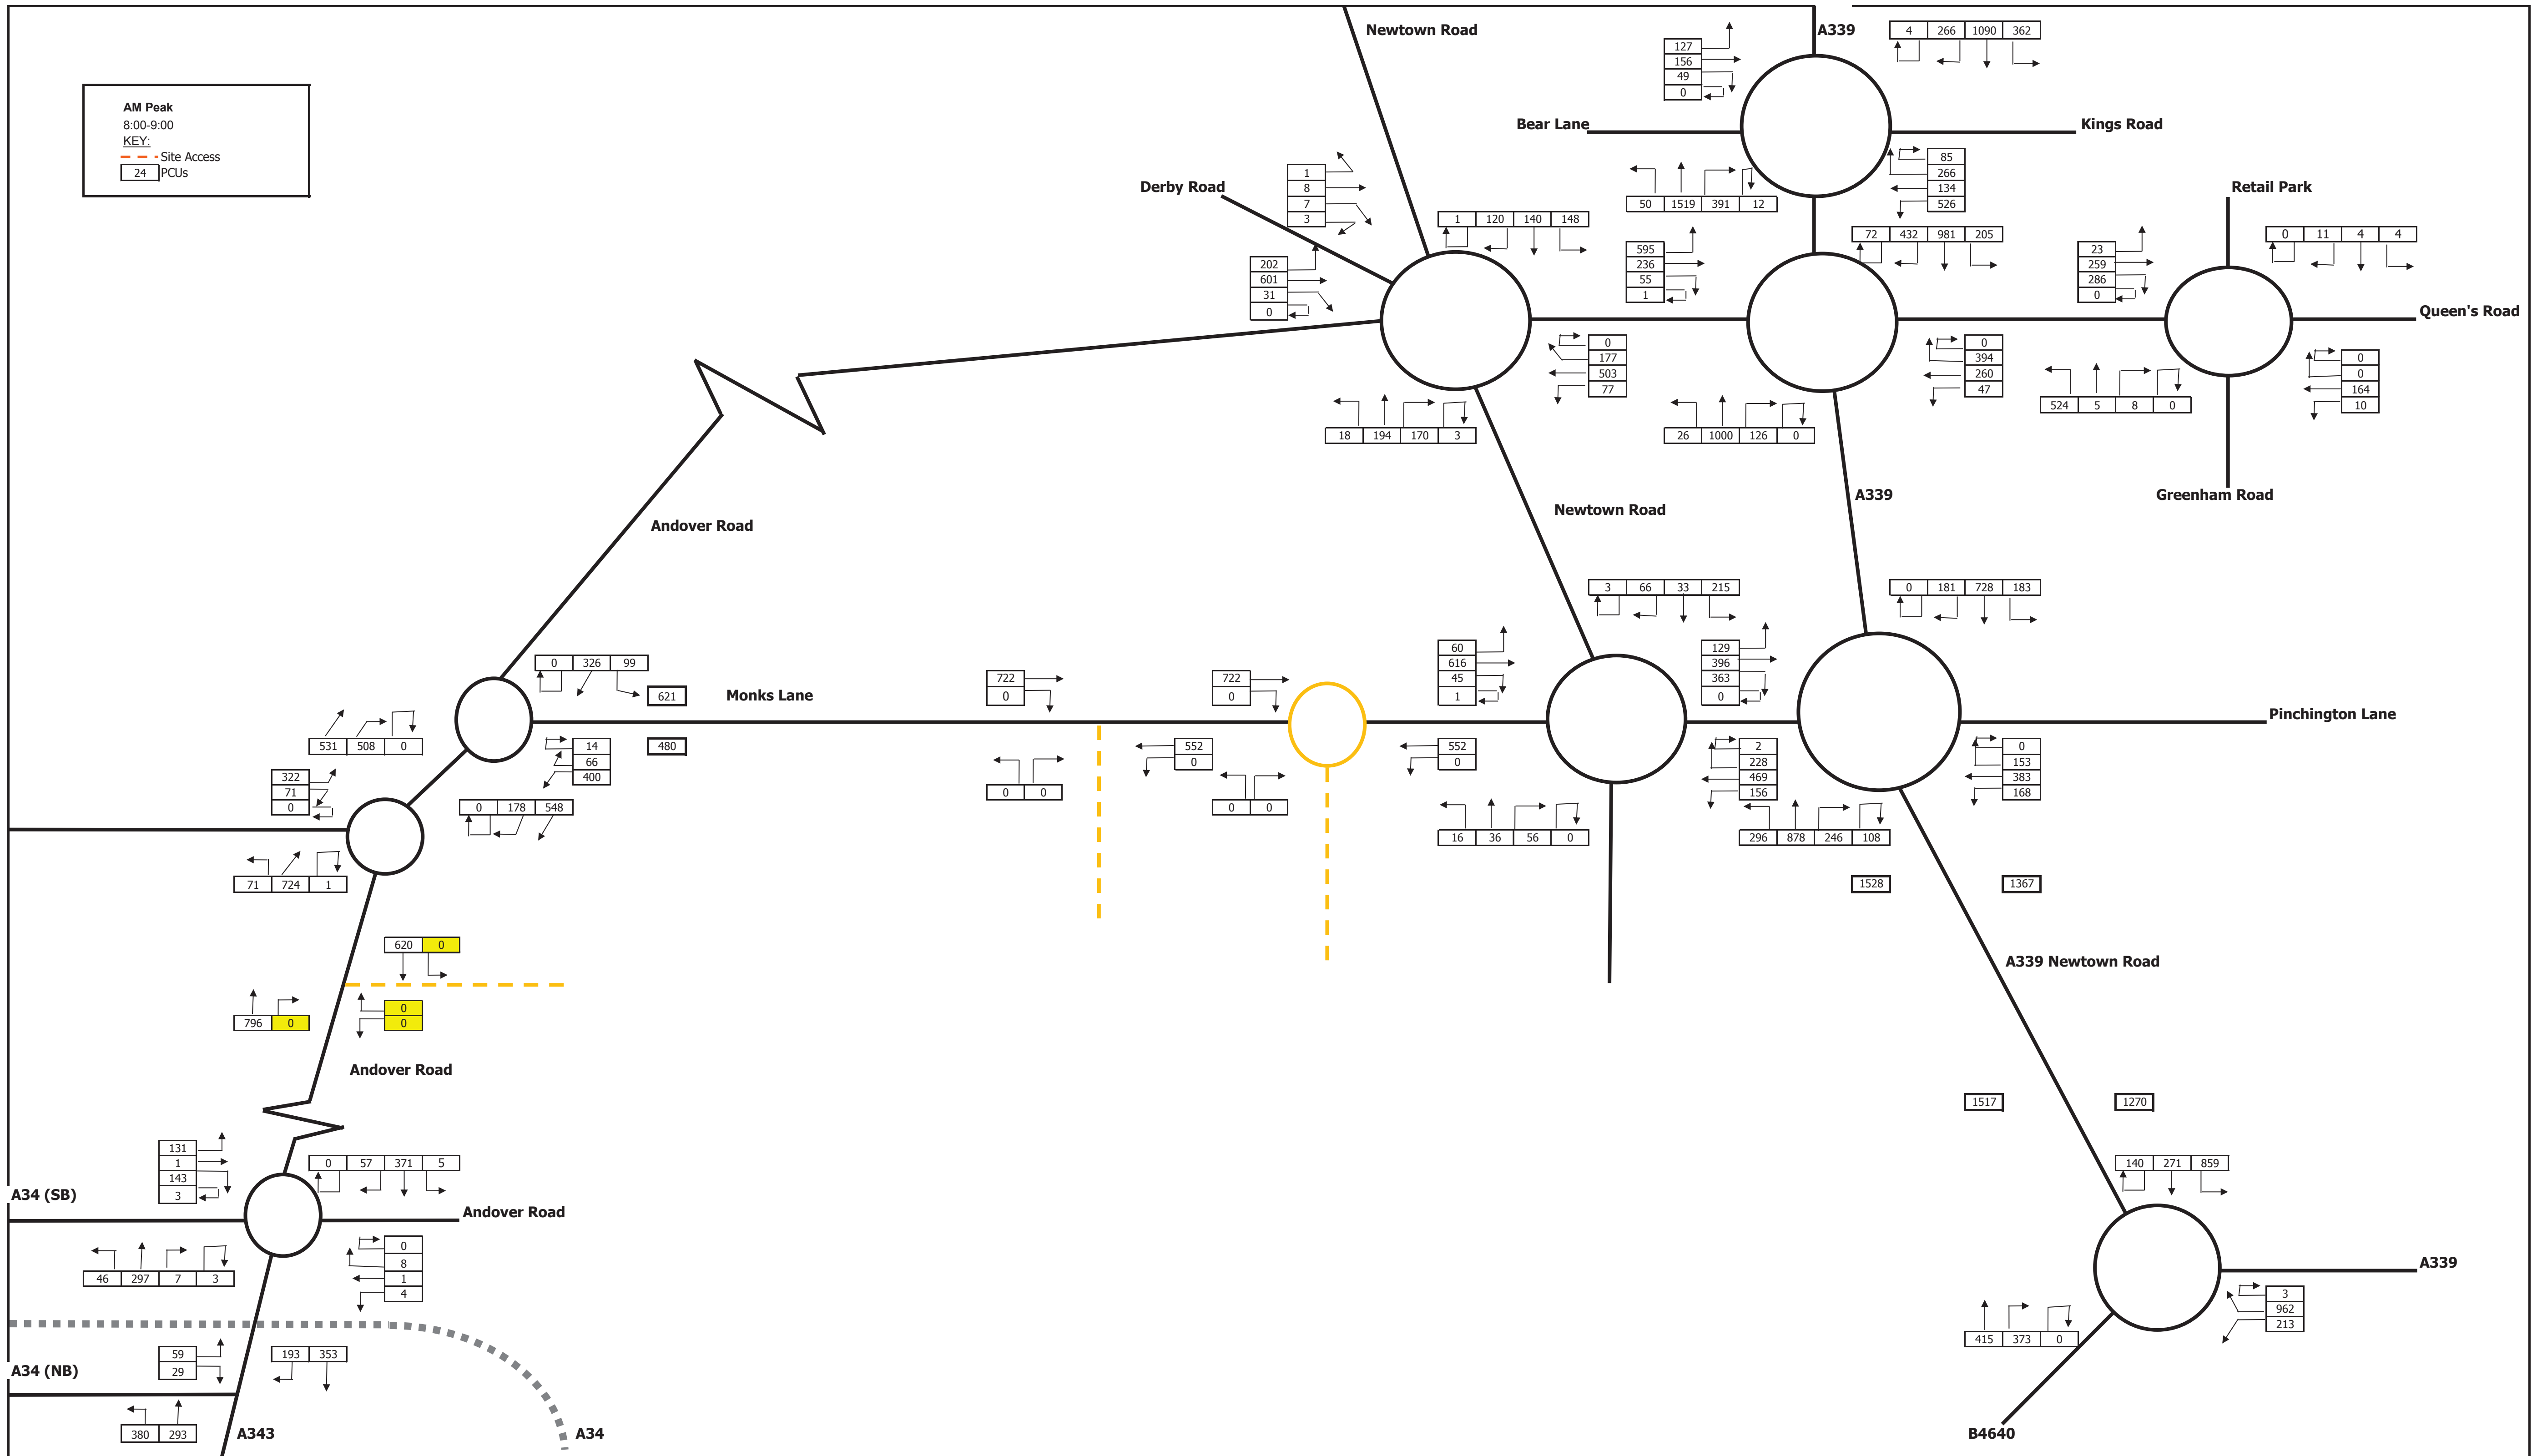 Newtown Road
A339
4 266 1090 362
127
156
49
0
AM Peak
8:00-9:00
KEY:
Site Access
24 PCUs
Bear Lane
Kings Road
85
266
134
526
1
8
7
3
Derby Road
50 1519 391 12
Retail Park
1 120 140 148
72 432 981 205
0 11 4 4
595
236
55
1
23
259
286
0
202
601
31
0
Queen's Road
0
177
503
77
0
394
260
47
0
0
164
10
524 5 8 0
18 194 170 3
26 1000 126 0
A339
Greenham Road
Newtown Road
Andover Road
3 66 33 215
0 181 728 183
60
616
45
1
129
396
363
0
0 326 99
621
Monks Lane
722
0
722
0
Pinchington Lane
531 508 0
14
66
400
480
552
0
552
0
2
228
469
156
0
153
383
168
322
71
0
0 178 548
0 0
0 0
16 36 56 0
296 878 246 108
71 724 1
1528
1367
620 0
A339 Newtown Road
796 0
0
0
Andover Road
1517
1270
131
1
143
3
0 57 371 5
140 271 859
A34 (SB)
Andover Road
0
8
1
4
46 297 7 3
A339
3
962
213
415 373 0
59
29
193 353
A34 (NB)
380 293
A343
A34
B4640